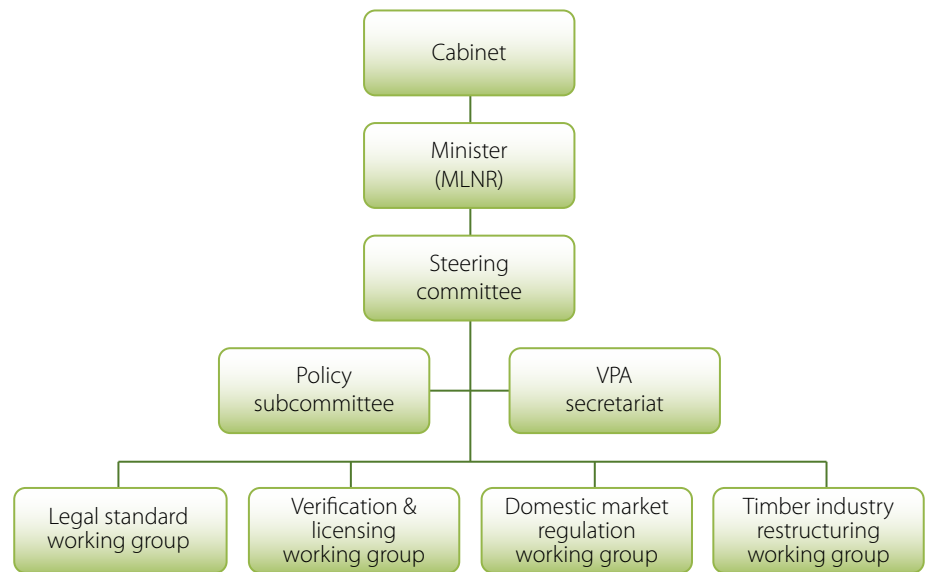 Cabinet
Minister
(MLNR)
Steering
committee
Policy
subcommittee
VPA
secretariat
Legal standard
working group
Verification &
licensing
working group
Domestic market
regulation
working group
Timber industry
restructuring
working group